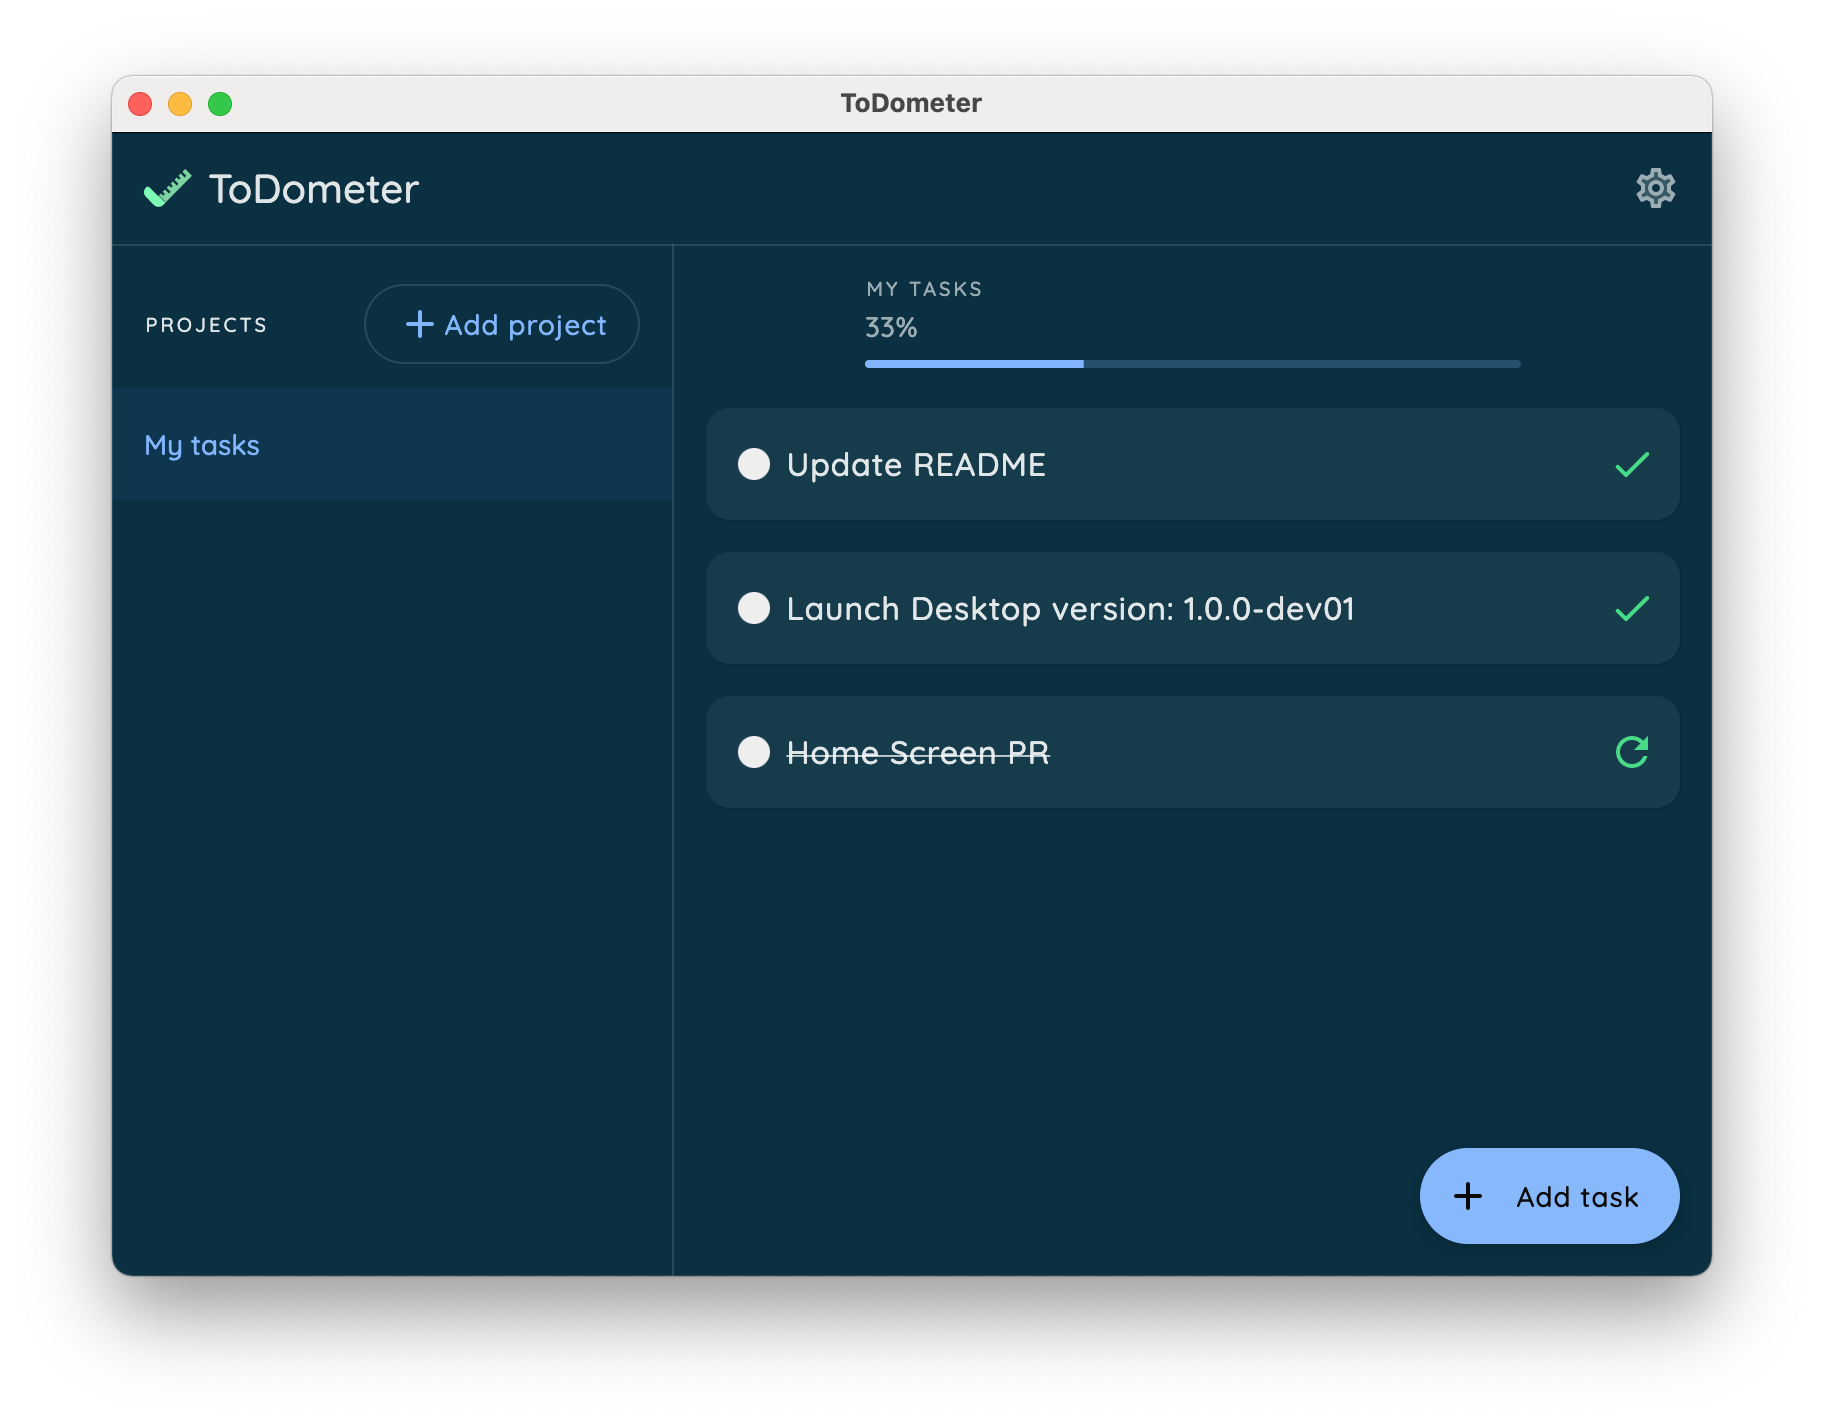 ToDometer
ToDometer
PROJECTS
Add project
My tasks
MY TASKS
33%
Update README
Launch Desktop version: 1.0.0-dev01
Home Screen PR
Add task